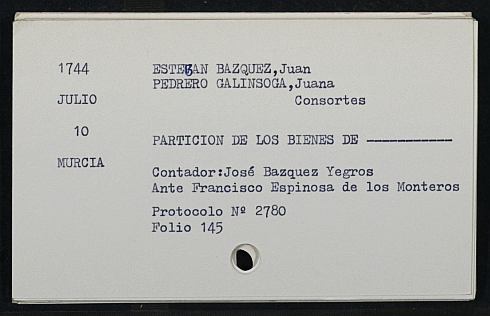 1744 ESTEBAN BAZQUEZ,Juan
PEDRERO GALINSOGA,Juana
JULIO Consortes
10
PARTICION DE LOS BIENES DE -----------
MURCIA
Contador:José Bazquez Yegros
Ante Francisco Espinosa de los Monteros
Protocolo Nº 2780
Folio 145